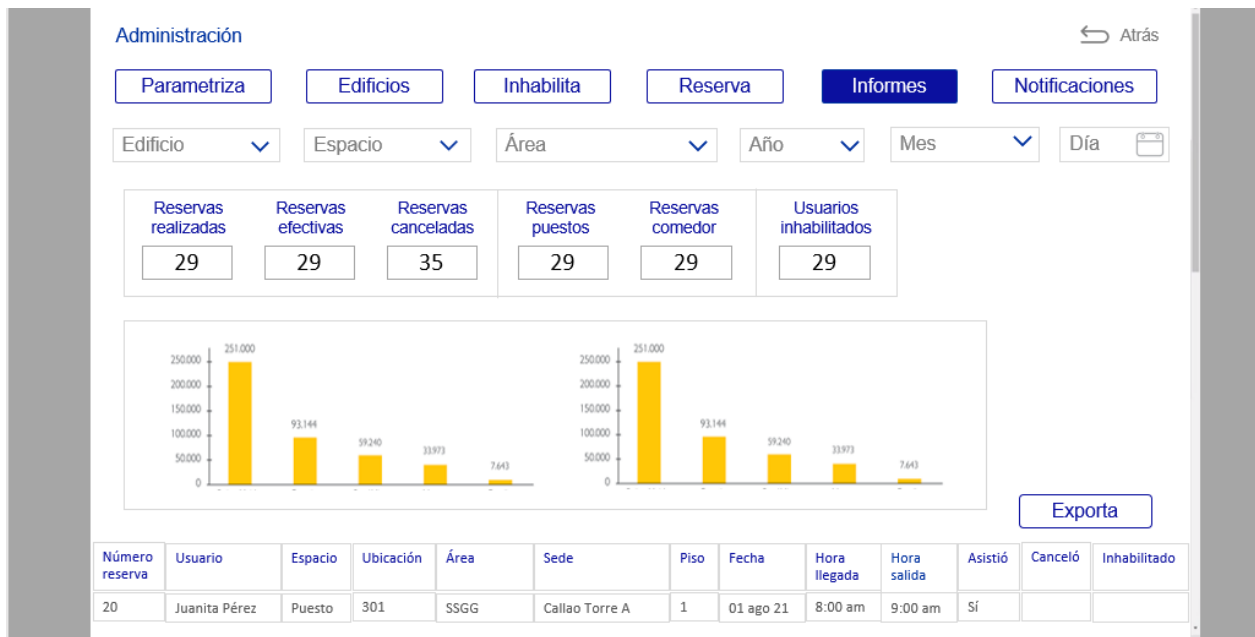 Administración
Atrás
Parametriza Edificios Inhabilita Reserva Informes Notificaciones
Edificio Espacio Área Año Mes Día
Reservas realizadas
Reservas efectivas
Reservas canceladas
Reservas puestos
Reservas comedor
Usuarios inhabilitados
29 29 35 29 29 29
251.000
250.000
200.000
150.000
100.000
50.000
0
93.144
59.240
33.973
7.643
251.000
250.000
200.000
150.000
100.000
50.000
0
93.144
59.240
33.973
7.643
Exporta
Número reserva Usuario Espacio Ubicación Área Sede Piso Fecha Hora llegada Hora salida Asistió Canceló Inhabilitado
20 Juanita Pérez Puesto 301 SSGG Callao Torre A 1 01 ago 21 8:00 am 9:00 am Sí